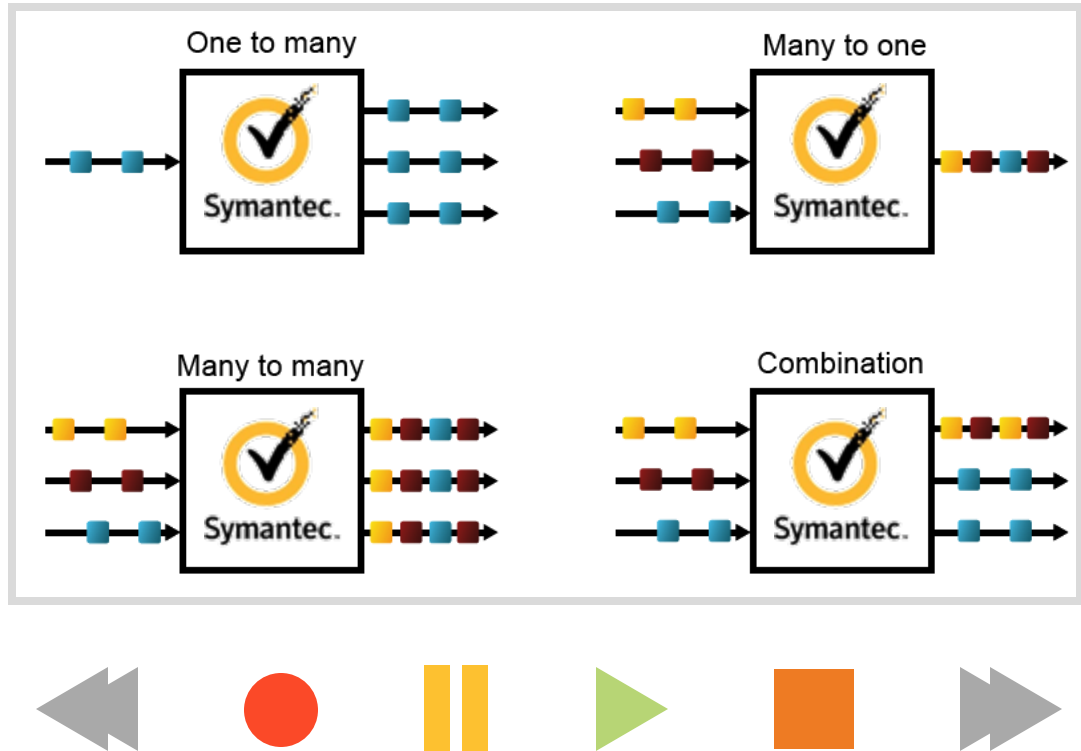 One to many
Many to one
Symantec.
Symantec.
Many to many
Combination
Symantec.
Symantec.